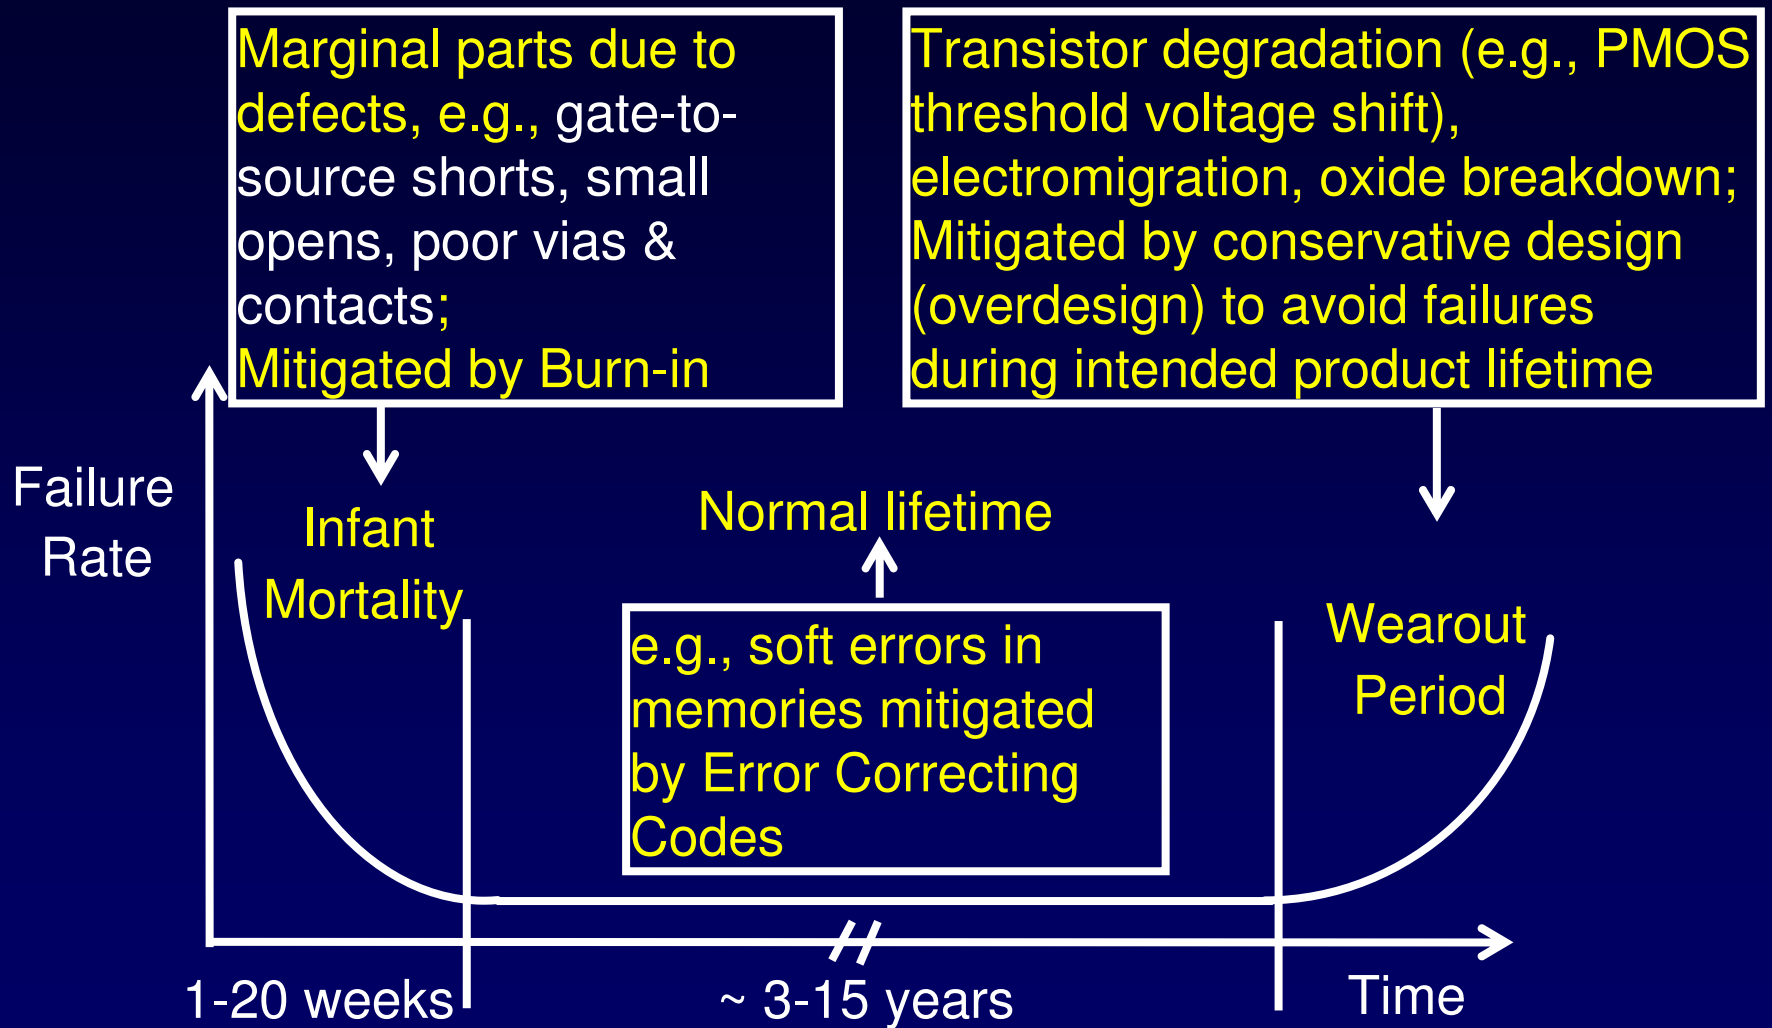 Marginal parts due to
defects, e.g., gate-to-
source shorts, small
opens, poor vias &
contacts;
Mitigated by Burn-in
Transistor degradation (e.g., PMOS
threshold voltage shift),
electromigration, oxide breakdown;
Mitigated by conservative design
(overdesign) to avoid failures
during intended product lifetime
Failure
Rate
Infant
Mortality
Normal lifetime
e.g., soft errors in
memories mitigated
by Error Correcting
Codes
Wearout
Period
1-20 weeks
~ 3-15 years
Time